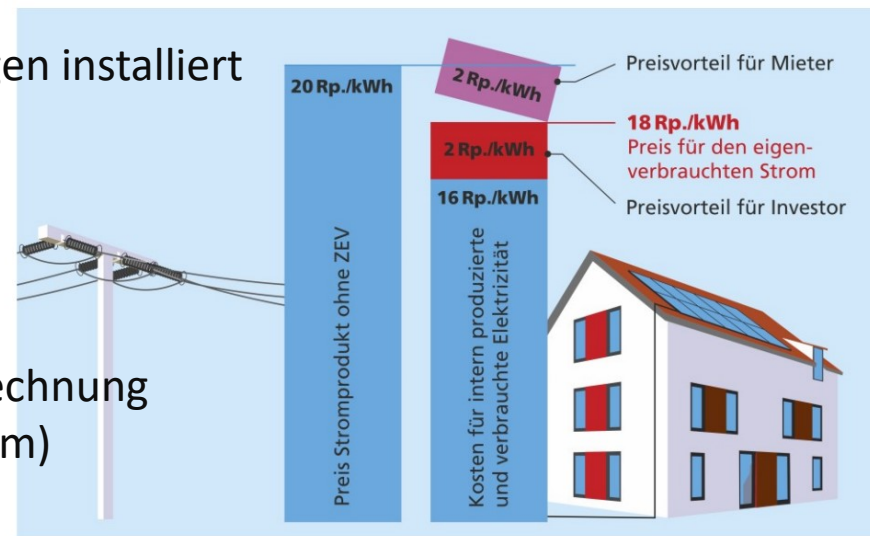 gen installiert
echnung
m)
20 Rp./kWh
Preis Stromprodukt ohne ZEV
2 Rp./kWh
2 Rp./kWh
16 Rp./kWh
Kosten für intern produzierte
und verbrauchte Elektrizität
Preisvorteil für Mieter
18 Rp./kWh
Preis für den eigen-
verbrauchten Strom
Preisvorteil für Investor